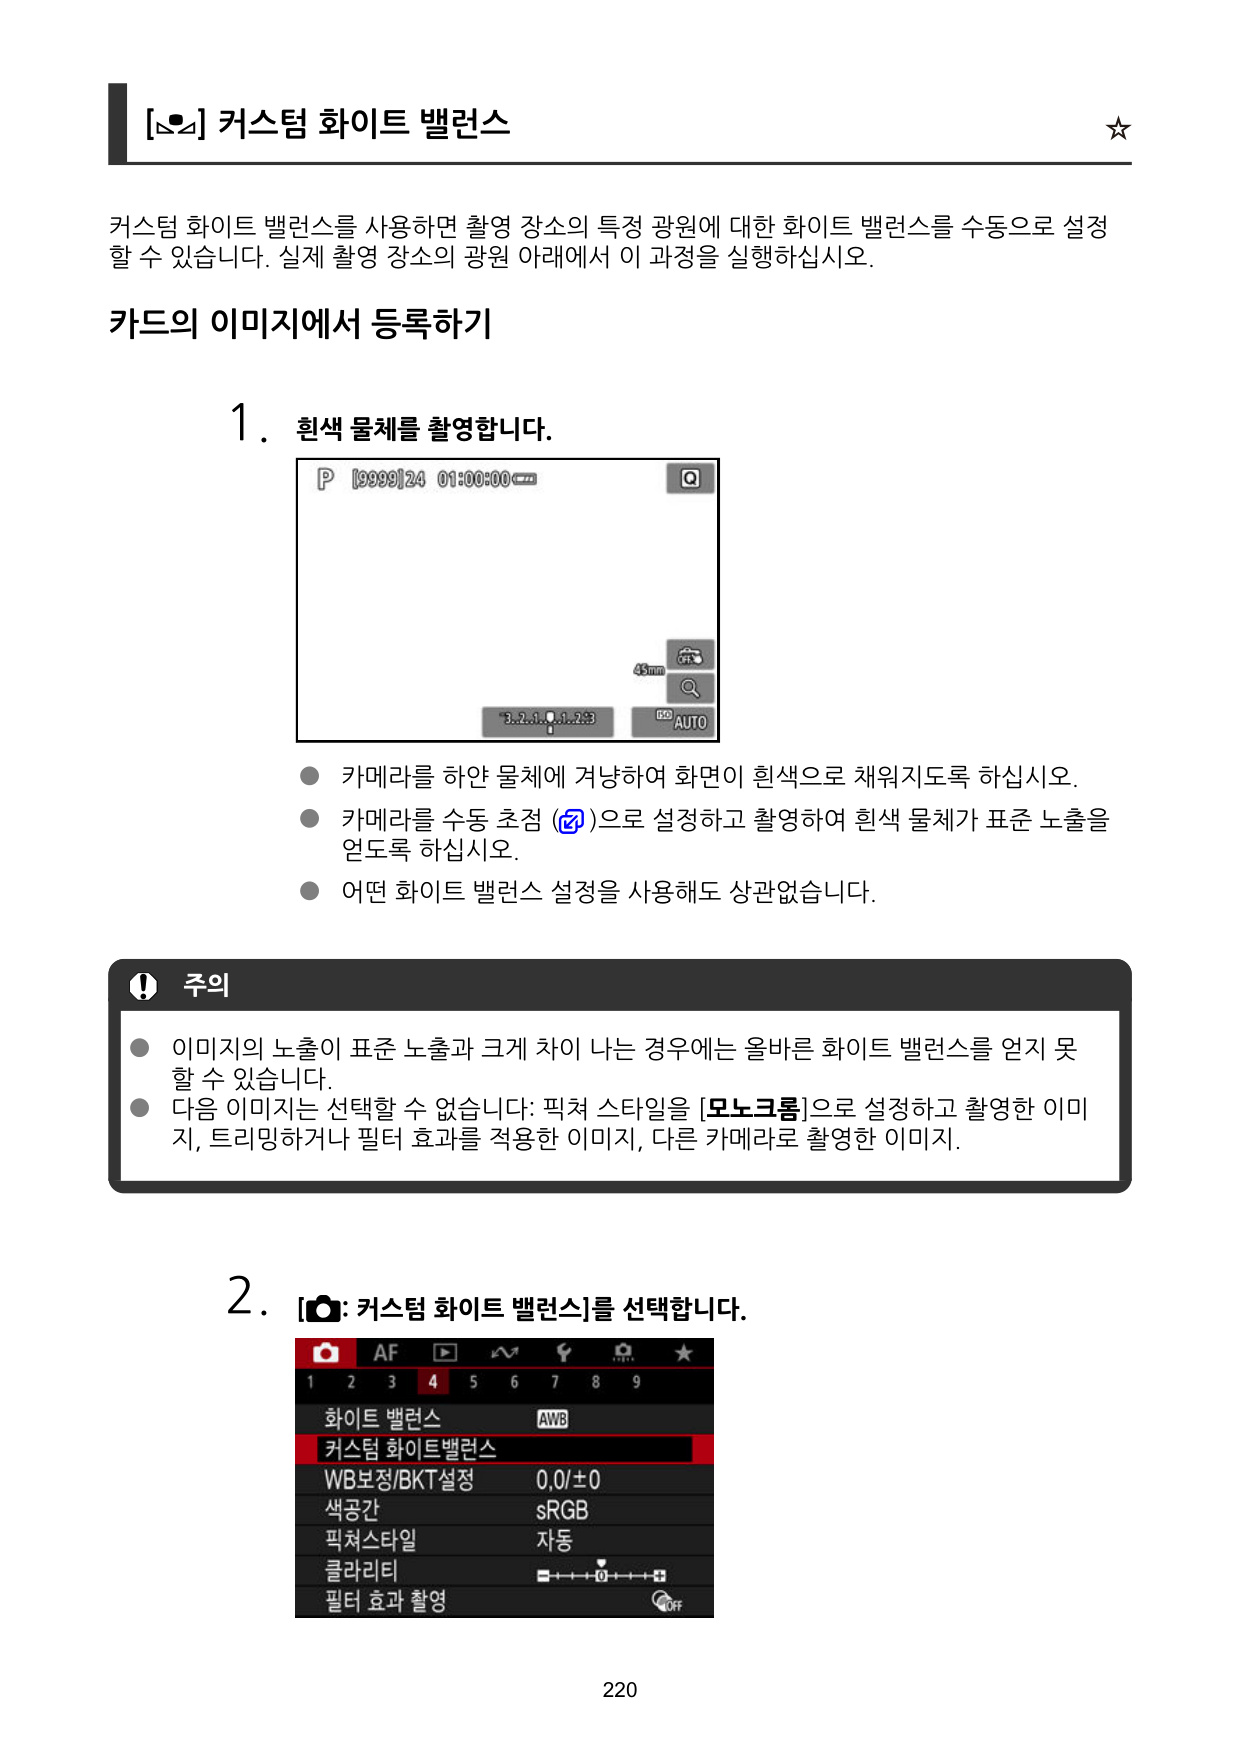 [] 커스텀 화이트 밸런스 ☆
커스텀 화이트 밸런스를 사용하면 촬영 장소의 특정 광원에 대한 화이트 밸런스를 수동으로 설정
할 수 있습니다. 실제 촬영 장소의 광원 아래에서 이 과정을 실행하십시오.
카드의 이미지에서 등록하기
1. 흰색 물체를 촬영합니다.
P [9999]24 01:00:00
Q
OFF
45mm
-3..2..1..0..1..2.:3
ISO AUTO
● 카메라를 하얀 물체에 겨냥하여 화면이 흰색으로 채워지도록 하십시오.
● 카메라를 수동 초점 ()으로 설정하고 촬영하여 흰색 물체가 표준 노출을
얻도록 하십시오.
● 어떤 화이트 밸런스 설정을 사용해도 상관없습니다.
주의
● 이미지의 노출이 표준 노출과 크게 차이 나는 경우에는 올바른 화이트 밸런스를 얻지 못
할 수 있습니다.
● 다음 이미지는 선택할 수 없습니다: 픽쳐 스타일을 [모노크롬]으로 설정하고 촬영한 이미
지, 트리밍하거나 필터 효과를 적용한 이미지, 다른 카메라로 촬영한 이미지.
2. [: 커스텀 화이트 밸런스]를 선택합니다.
AF
1 2 3 4 5 6 7 8 9
화이트 밸런스 AWB
커스텀 화이트밸런스
WB보정/BKT설정 0,0/±0
색공간 sRGB
픽쳐스타일 자동
클라리티 0
필터 효과 촬영 OFF
220